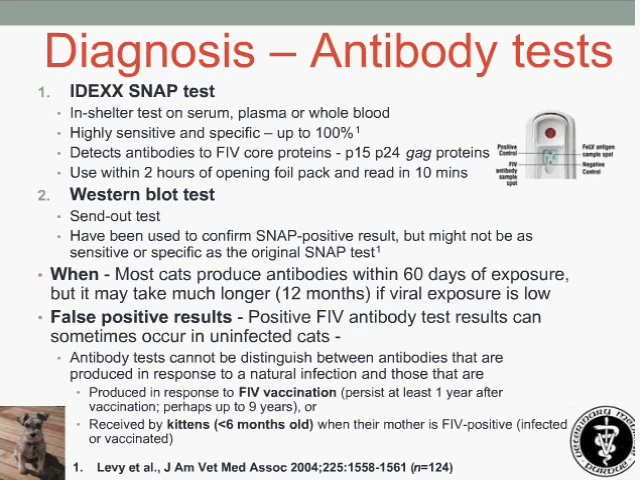 Diagnosis – Antibody tests
1. IDEXX SNAP test
• In-shelter test on serum, plasma or whole blood
• Highly sensitive and specific – up to 100%¹
• Detects antibodies to FIV core proteins - p15 p24 gag proteins
• Use within 2 hours of opening foil pack and read in 10 mins
Positive
Control
FIV
antibody
sample
spot
FeLV antigen
sample spot
Negative
Control
2. Western blot test
• Send-out test
• Have been used to confirm SNAP-positive result, but might not be as
sensitive or specific as the original SNAP test¹
• When - Most cats produce antibodies within 60 days of exposure,
but it may take much longer (12 months) if viral exposure is low
• False positive results - Positive FIV antibody test results can
sometimes occur in uninfected cats -
• Antibody tests cannot be distinguish between antibodies that are
produced in response to a natural infection and those that are
• Produced in response to FIV vaccination (persist at least 1 year after
vaccination; perhaps up to 9 years), or
• Received by kittens (<6 months old) when their mother is FIV-positive (infected
or vaccinated)
1. Levy et al., J Am Vet Med Assoc 2004;225:1558-1561 (n=124)
PURDUE